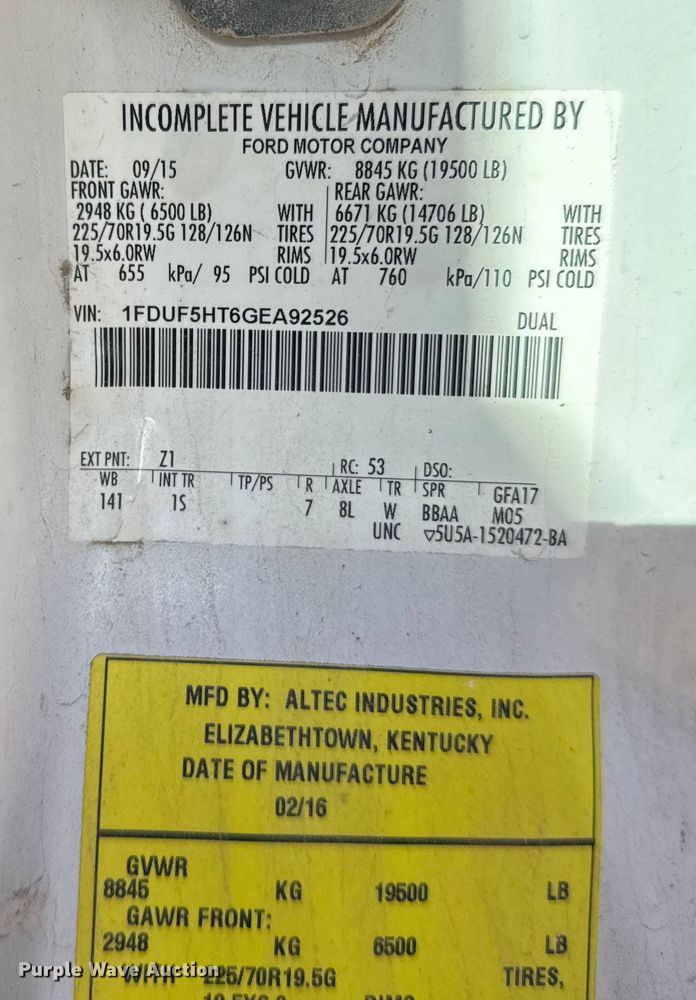 INCOMPLETE VEHICLE MANUFACTURED BY
FORD MOTOR COMPANY
DATE: 09/15 GVWR: 8845 KG (19500 LB)
FRONT GAWR: REAR GAWR:
2948 KG ( 6500 LB) WITH 6671 KG (14706 LB) WITH
225/70R19.5G 128/126N TIRES 225/70R19.5G 128/126N TIRES
19.5x6.0RW RIMS 19.5x6.0RW RIMS
AT 655 kPa/ 95 PSI COLD AT 760 kPa/110 PSI COLD
VIN: 1FDUF5HT6GEA92526 DUAL
EXT PNT: Z1 RC: 53 DSO:
WB INT TR TP/PS R AXLE TR SPR GFA17
141 1S 7 8L W BBAA M05
UNC ▽5U5A-1520472-BA
MFD BY: ALTEC INDUSTRIES, INC.
ELIZABETHTOWN, KENTUCKY
DATE OF MANUFACTURE
02/16
GVWR
8845 KG 19500 LB
GAWR FRONT:
2948 KG 6500 LB
WITH 225/70R19.5G TIRES,
Purple Wave Auction